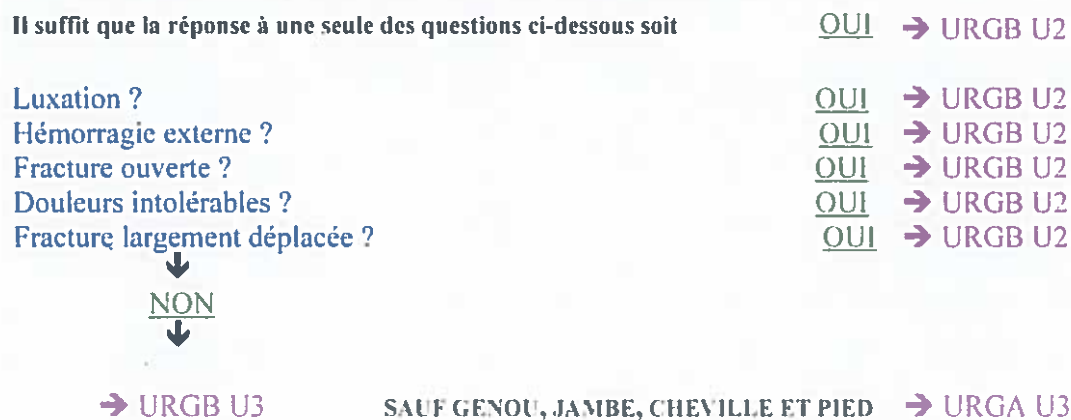 Il suffit que la réponse à une seule des questions ci-dessous soit OUI → URGB U2
Luxation ? OUI → URGB U2
Hémorragie externe ? OUI → URGB U2
Fracture ouverte ? OUI → URGB U2
Douleurs intolérables ? OUI → URGB U2
Fracture largement déplacée ? OUI → URGB U2
NON
→ URGB U3 SAUF GENOU, JAMBE, CHEVILLE ET PIED → URGA U3